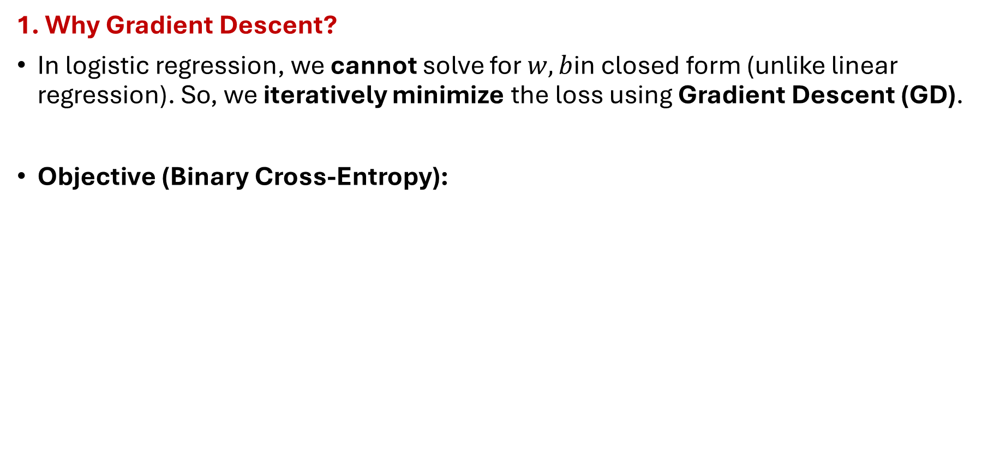 1. Why Gradient Descent?
• In logistic regression, we cannot solve for w, bin closed form (unlike linear
regression). So, we iteratively minimize the loss using Gradient Descent (GD).
• Objective (Binary Cross-Entropy):